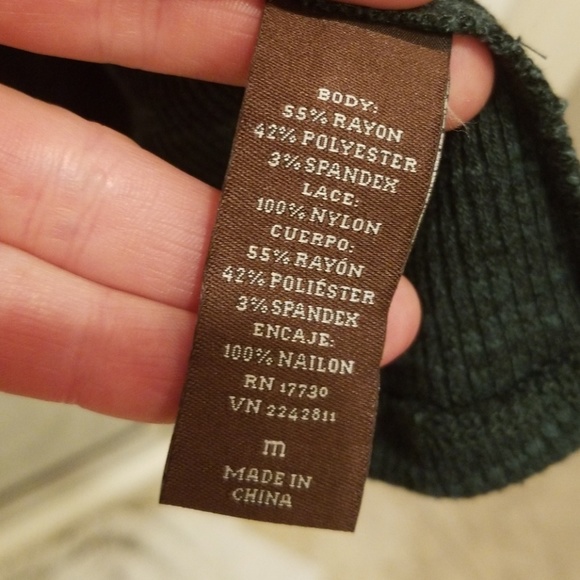 BODY:
55% RAYON
42% POLYESTER
3% SPANDEX
LACE:
100% NYLON
CUERPO:
55% RAYÓN
42% POLIÉSTER
3% SPANDEX
ENCAJE:
100% NAILON
RN 17730
VN 2242811
m
MADE IN
CHINA